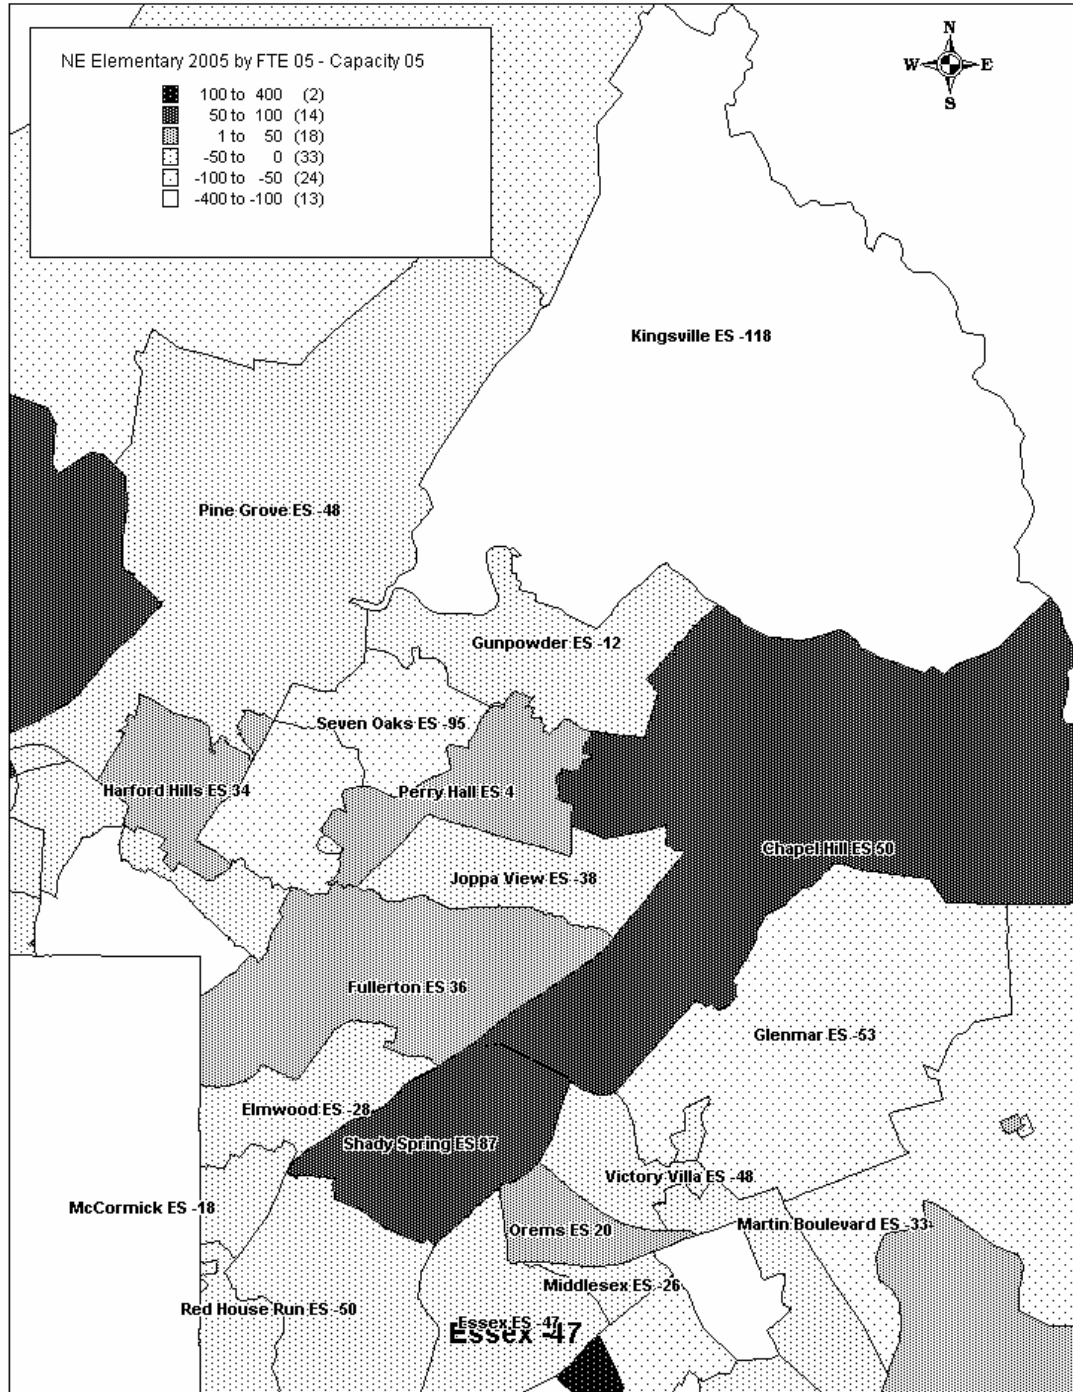 NE Elementary 2005 by FTE 05 - Capacity 05
100 to 400 (2)
50 to 100 (14)
1 to 50 (18)
-50 to 0 (33)
-100 to -50 (24)
-400 to -100 (13)
N
W E
S
Kingsville ES -118
Pine Grove ES -48
Gunpowder ES -12
Seven Oaks ES -95
Harford Hills ES 34
Perry Hall ES 4
Chapel Hill ES 50
Joppa View ES -38
Fullerton ES 36
Glenmar ES -53
Elmwood ES -28
Shady Spring ES 87
Victory Villa ES -48
McCormick ES -18
Orems ES 20
Martin Boulevard ES -33
Middlesex ES -26
Red House Run ES -50
Essex ES -47
Essex -47